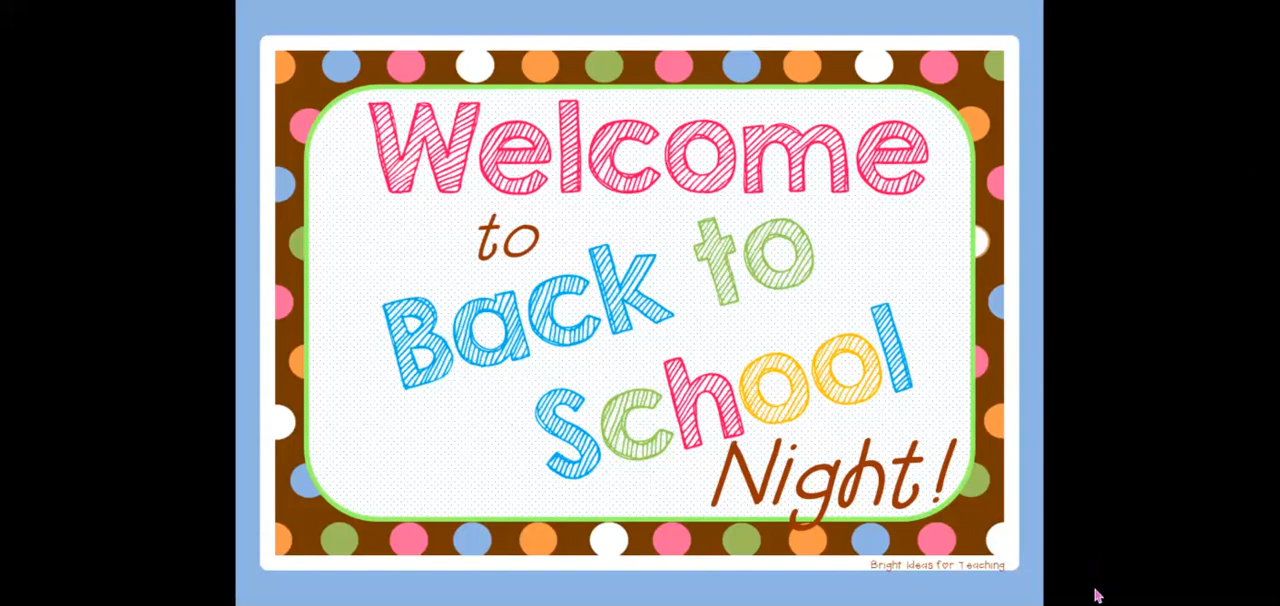 Welcome
to
Back to
School
Night!
Bright Ideas for Teaching